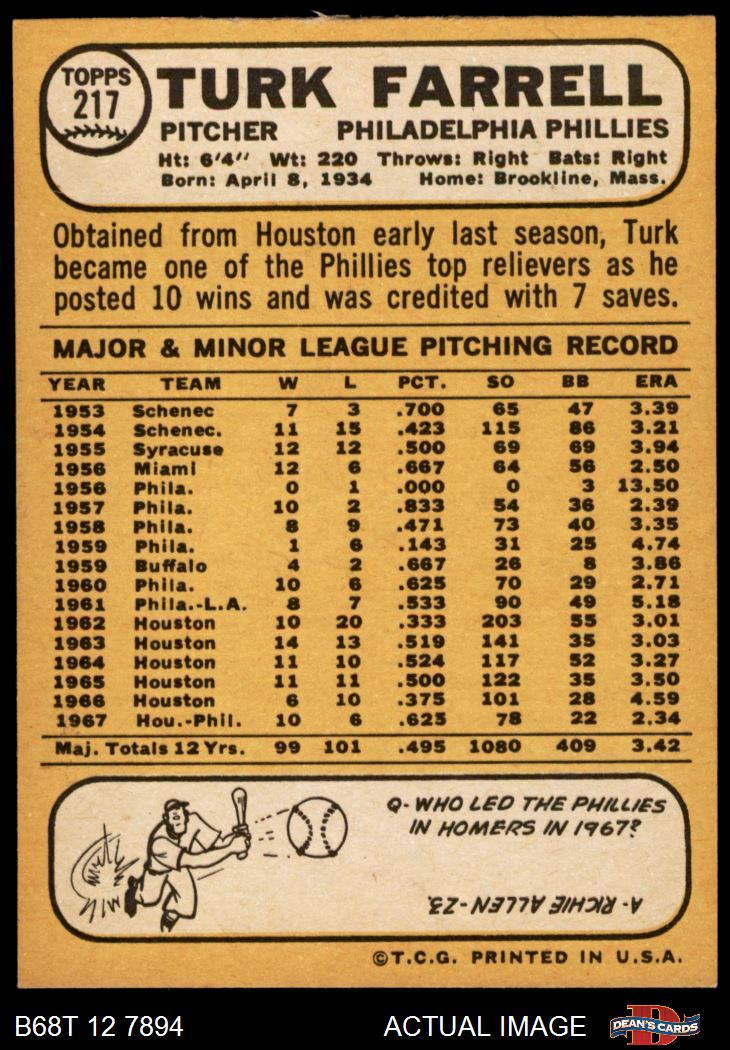 TOPPS
217
TURK FARRELL
PITCHER PHILADELPHIA PHILLIES
Ht: 6'4" Wt: 220 Throws: Right Bats: Right
Born: April 8, 1934 Home: Brookline, Mass.
Obtained from Houston early last season, Turk
became one of the Phillies top relievers as he
posted 10 wins and was credited with 7 saves.
MAJOR & MINOR LEAGUE PITCHING RECORD
YEAR TEAM W L PCT. SO BB ERA
1953 Schenec 7 3 .700 65 47 3.39
1954 Schenec. 11 15 .423 115 86 3.21
1955 Syracuse 12 12 .500 69 69 3.94
1956 Miami 12 6 .667 64 56 2.50
1956 Phila. 0 1 .000 0 3 13.50
1957 Phila. 10 2 .833 54 36 2.39
1958 Phila. 8 9 .471 73 40 3.35
1959 Phila. 1 6 .143 31 25 4.74
1959 Buffalo 4 2 .667 26 8 3.86
1960 Phila. 10 6 .625 70 29 2.71
1961 Phila.-L.A. 8 7 .533 90 49 5.18
1962 Houston 10 20 .333 203 55 3.01
1963 Houston 14 13 .519 141 35 3.03
1964 Houston 11 10 .524 117 52 3.27
1965 Houston 11 11 .500 122 35 3.50
1966 Houston 6 10 .375 101 28 4.59
1967 Hou.-Phil. 10 6 .625 78 22 2.34
Maj. Totals 12 Yrs. 99 101 .495 1080 409 3.42
Q- WHO LED THE PHILLIES
IN HOMERS IN 1967?
A- RICHIE ALLEN-23.
©T.C.G. PRINTED IN U.S.A.
B68T 12 7894 ACTUAL IMAGE
D
DEAN'S CARDS